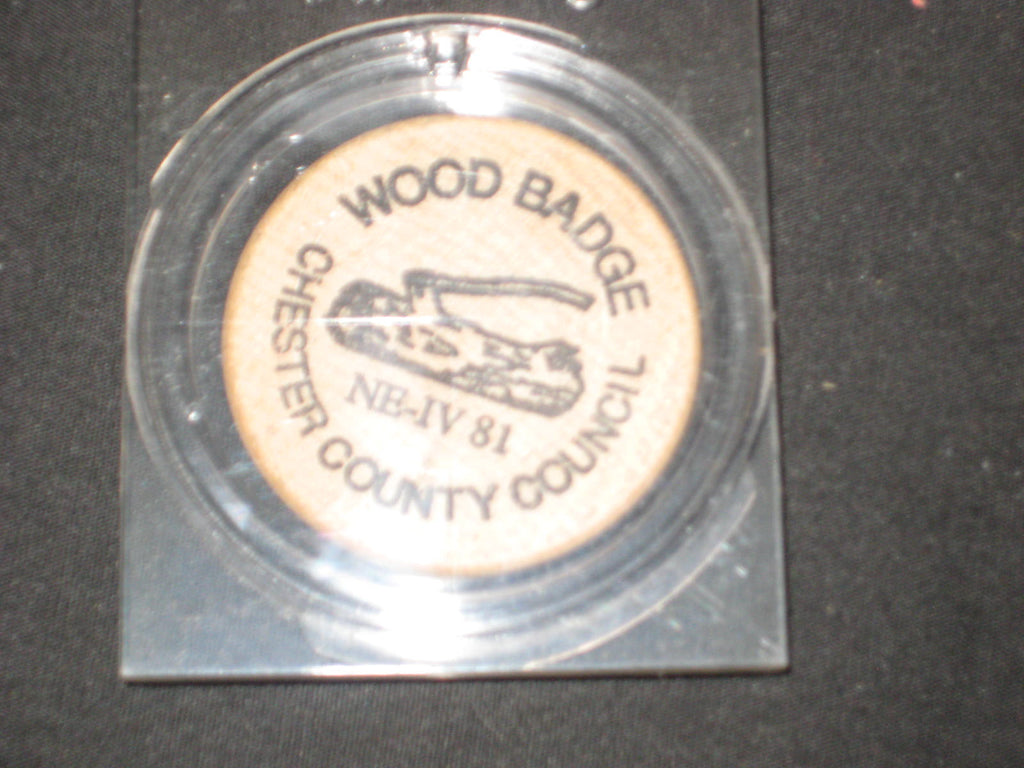 WOOD BADGE
NE-IV 81
CHESTER COUNTY COUNCIL